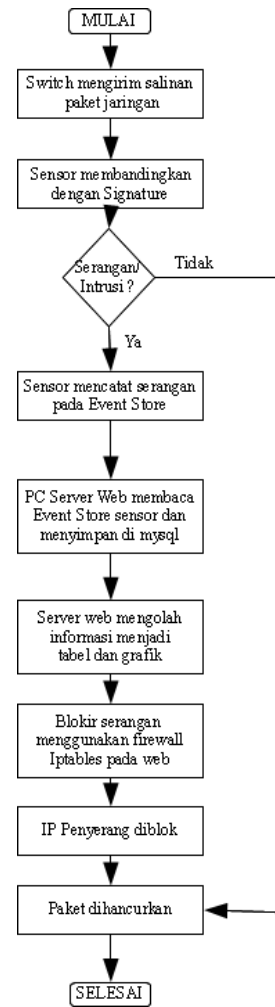 MULAI
Switch mengirim salinan
paket jaringan
Sensor membandingkan
dengan Signature
Serangan/
Intrusi ?
Tidak
Ya
Sensor mencatat serangan
pada Event Store
PC Server Web membaca
Event Store sensor dan
menyimpan di mysql
Server web mengolah
informasi menjadi
tabel dan grafik
Blokir serangan
menggunakan firewall
Iptables pada web
IP Penyerang diblok
Paket dihancurkan
SELESAI